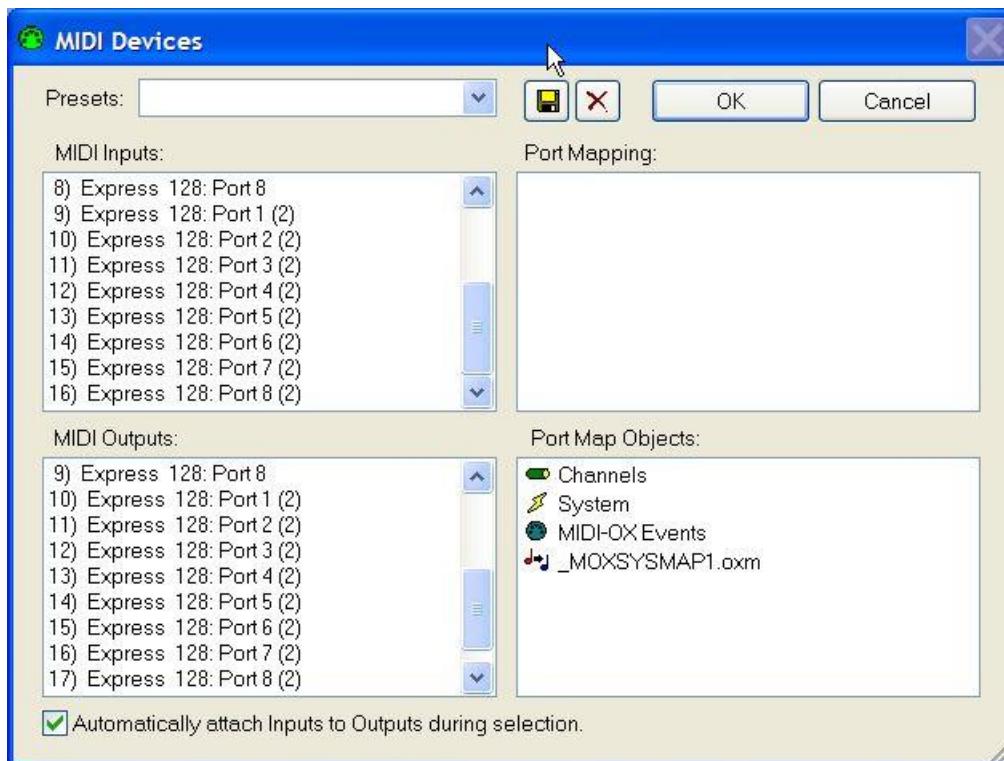 MIDI Devices
Presets:
OK
Cancel
MIDI Inputs:
8) Express 128: Port 8
9) Express 128: Port 1 (2)
10) Express 128: Port 2 (2)
11) Express 128: Port 3 (2)
12) Express 128: Port 4 (2)
13) Express 128: Port 5 (2)
14) Express 128: Port 6 (2)
15) Express 128: Port 7 (2)
16) Express 128: Port 8 (2)
Port Mapping:
MIDI Outputs:
9) Express 128: Port 8
10) Express 128: Port 1 (2)
11) Express 128: Port 2 (2)
12) Express 128: Port 3 (2)
13) Express 128: Port 4 (2)
14) Express 128: Port 5 (2)
15) Express 128: Port 6 (2)
16) Express 128: Port 7 (2)
17) Express 128: Port 8 (2)
Port Map Objects:
Channels
System
MIDI-OX Events
_MOXSYSMAP1.oxm
Automatically attach Inputs to Outputs during selection.